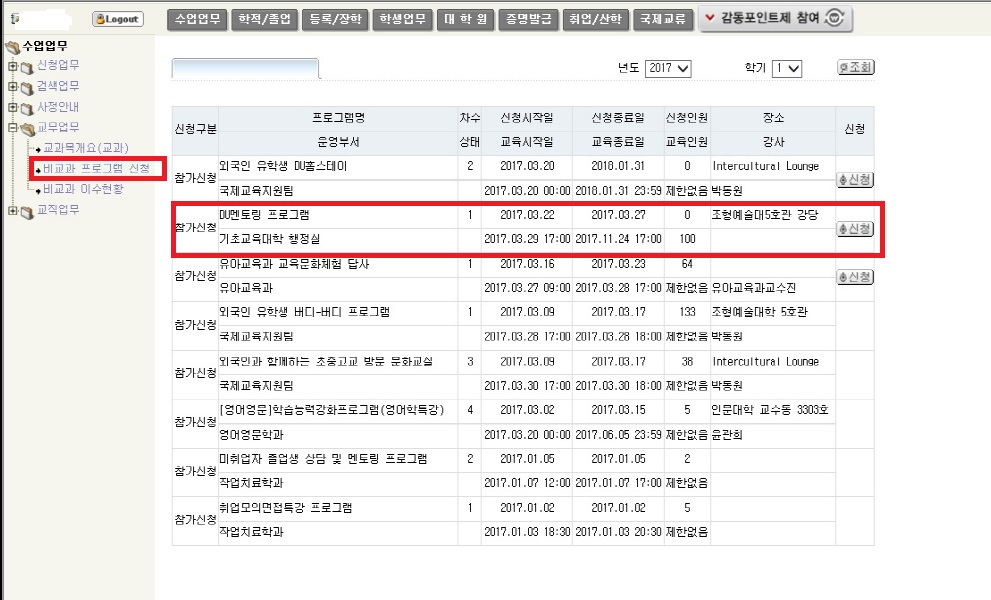 Logout
수업업무 학적/졸업 등록/장학 학생업무 대 학 원 증명발급 취업/산학 국제교류 감동포인트제 참여
수업업무
신청업무
검색업무
사정안내
교무업무
교과목개요(교과)
비교과 프로그램 신청
비교과 이수현황
교직업무
년도 2017 학기 1 조회
신청구분 프로그램명 차수 신청시작일 신청종료일 신청인원 장소 신청
운영부서 상태 교육시작일 교육종료일 교육인원 강사
참가신청 외국인 유학생 DU홈스테이 2 2017.03.20 2018.01.31 0 Intercultural Lounge 신청
국제교육지원팀 2017.03.20 00:00 2018.01.31 23:59 제한없음 박동원
참가신청 DU멘토링 프로그램 1 2017.03.22 2017.03.27 0 조형예술대5호관 강당 신청
기초교육대학 행정실 2017.03.29 17:00 2017.11.24 17:00 100
참가신청 유아교육과 교육문화체험 답사 1 2017.03.16 2017.03.23 64 신청
유아교육과 2017.03.27 09:00 2017.03.28 17:00 제한없음 유아교육과교수진
참가신청 외국인 유학생 버디-버디 프로그램 1 2017.03.09 2017.03.17 133 조형예술대학 5호관
국제교육지원팀 2017.03.28 17:00 2017.03.28 18:00 제한없음 박동원
참가신청 외국인과 함께하는 초중고교 방문 문화교실 3 2017.03.09 2017.03.17 38 Intercultural Lounge
국제교육지원팀 2017.03.30 17:00 2017.03.30 18:00 제한없음 박동원
참가신청 [영어영문]학습능력강화프로그램(영어학특강) 4 2017.03.02 2017.03.15 5 인문대학 교수동 3303호
영어영문학과 2017.03.20 00:00 2017.06.05 23:59 제한없음 윤관희
참가신청 미취업자 졸업생 상담 및 멘토링 프로그램 2 2017.01.05 2017.01.05 2
작업치료학과 2017.01.07 12:00 2017.01.07 17:00 제한없음
참가신청 취업모의면접특강 프로그램 1 2017.01.02 2017.01.02 5
작업치료학과 2017.01.03 18:30 2017.01.03 20:30 제한없음